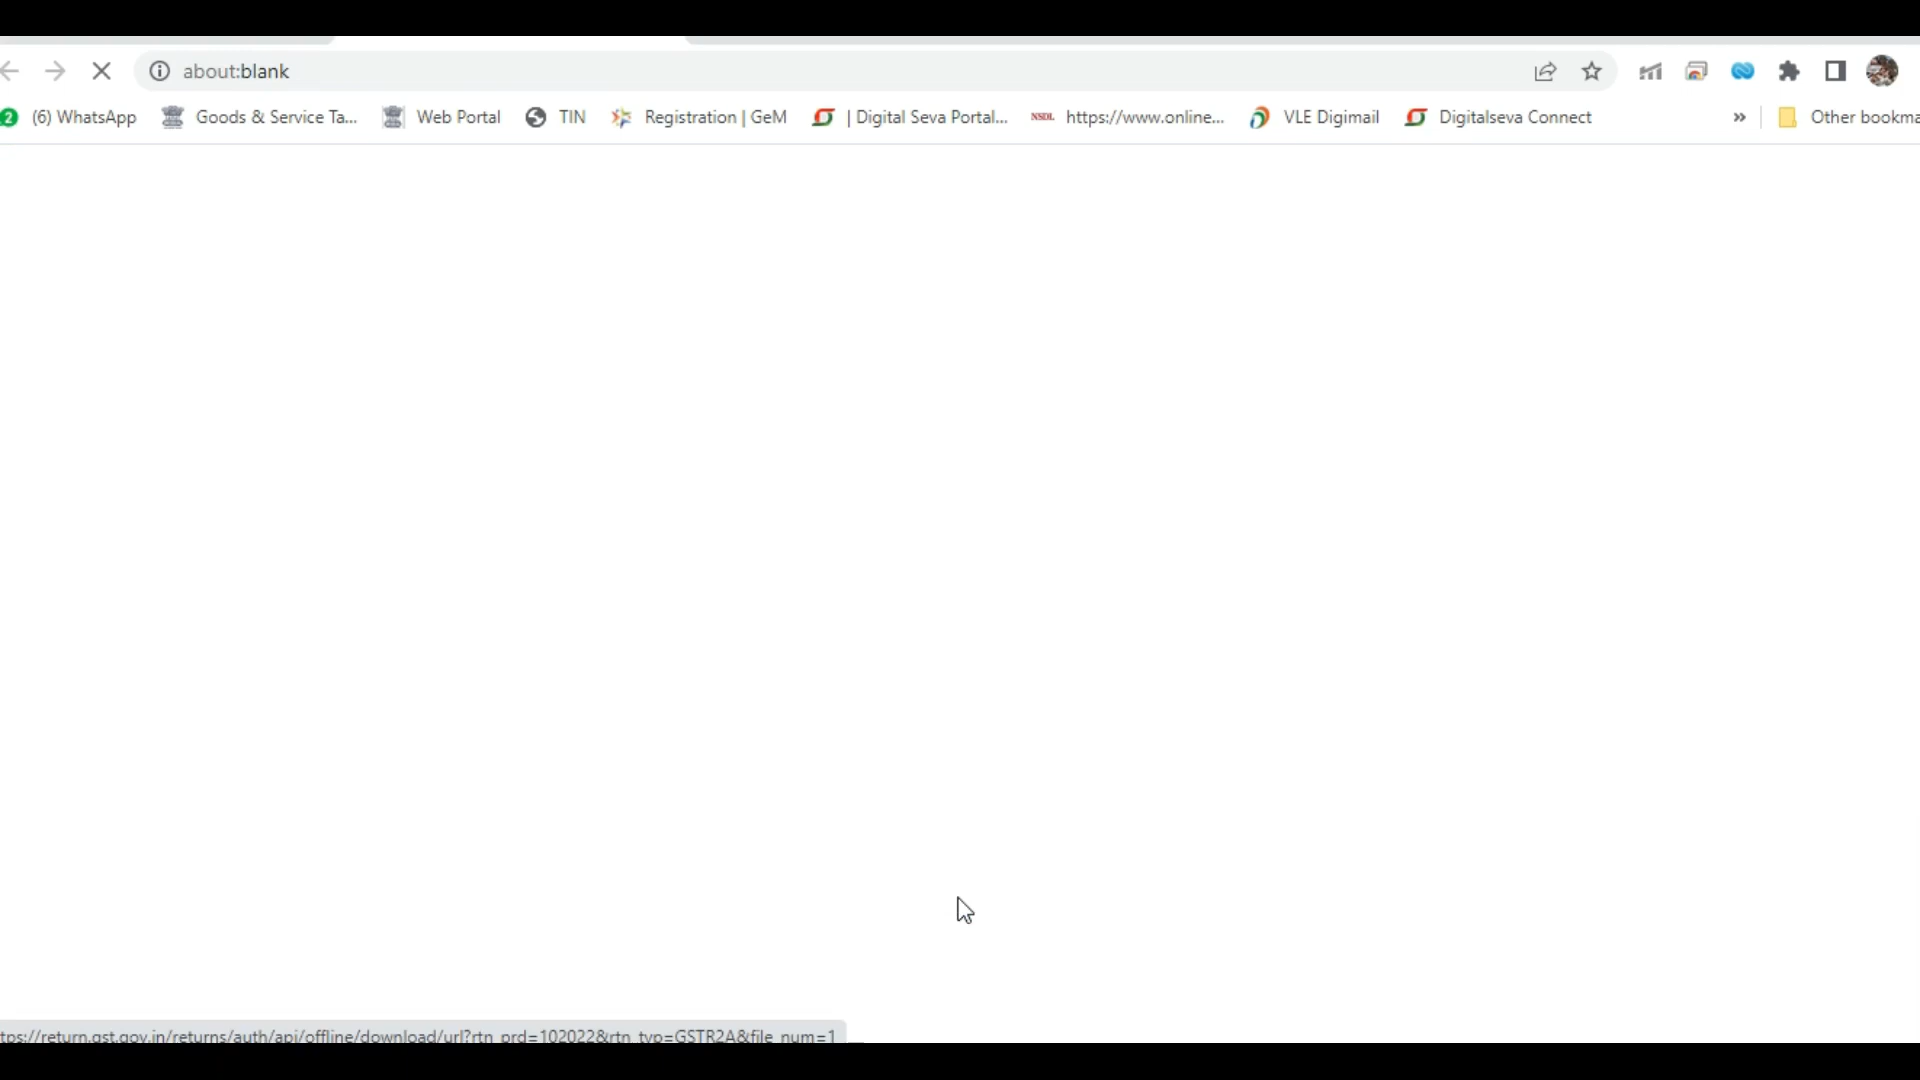 about:blank
2 (6) WhatsApp Goods & Service Ta... Web Portal TIN Registration | GeM | Digital Seva Portal... NSDL https://www.online... VLE Digimail Digitalseva Connect » Other bookma
tps://return.gst.gov.in/returns/auth/api/offline/download/url?rtn_prd=102022&rtn_typ=GSTR2A&file_num=1